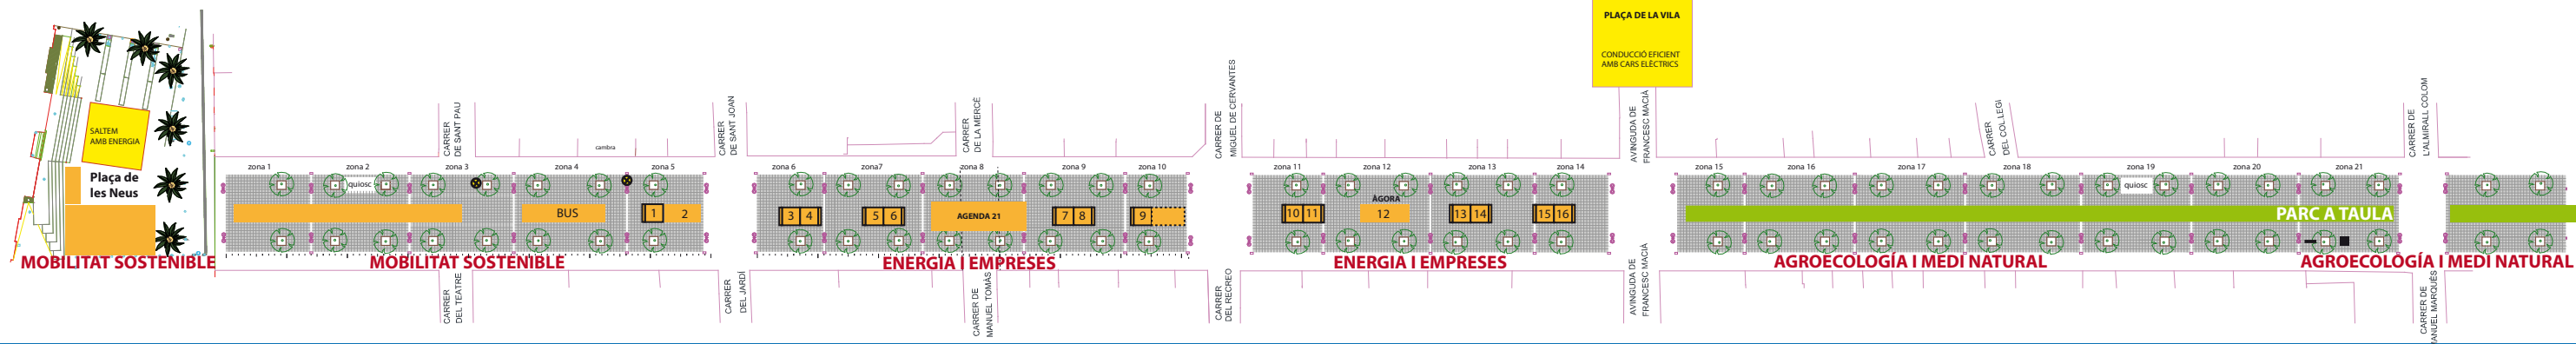 SALTEM
AMB ENERGIA
Plaça de
les Neus
MOBILITAT SOSTENIBLE
zona 1
zona 2
zona 3
zona 4
zona 5
quiosc
cambra
CARRER
DE SANT PAU
CARRER
DE SANT JOAN
BUS
1
2
MOBILITAT SOSTENIBLE
CARRER
DEL TEATRE
CARRER
DEL JARDÍ
zona 6
zona7
zona 8
zona 9
zona 10
CARRER
DE LA MERCÈ
CARRER DE
MIGUEL DE CERVANTES
3
4
5
6
AGENDA 21
7
8
9
ENERGIA I EMPRESES
CARRER DE
MANUEL TOMÀS
CARRER
DEL RECREO
zona 11
zona 12
zona 13
zona 14
10
11
ÀGORA
12
13
14
15
16
ENERGIA I EMPRESES
PLAÇA DE LA VILA
CONDUCCIÓ EFICIENT
AMB CARS ELÈCTRICS
AVINGUDA DE
FRANCESC MACIÀ
AVINGUDA DE
FRANCESC MACIÀ
zona 15
zona 16
zona 17
zona 18
zona 19
zona 20
zona 21
CARRER
DEL COL.LEGI
CARRER DE
L'ALMIRALL COLOM
quiosc
PARC A TAULA
AGROECOLOGÍA I MEDI NATURAL
AGROECOLOGÍA I MEDI NATURAL
CARRER DE
ANUEL MARQUÈS